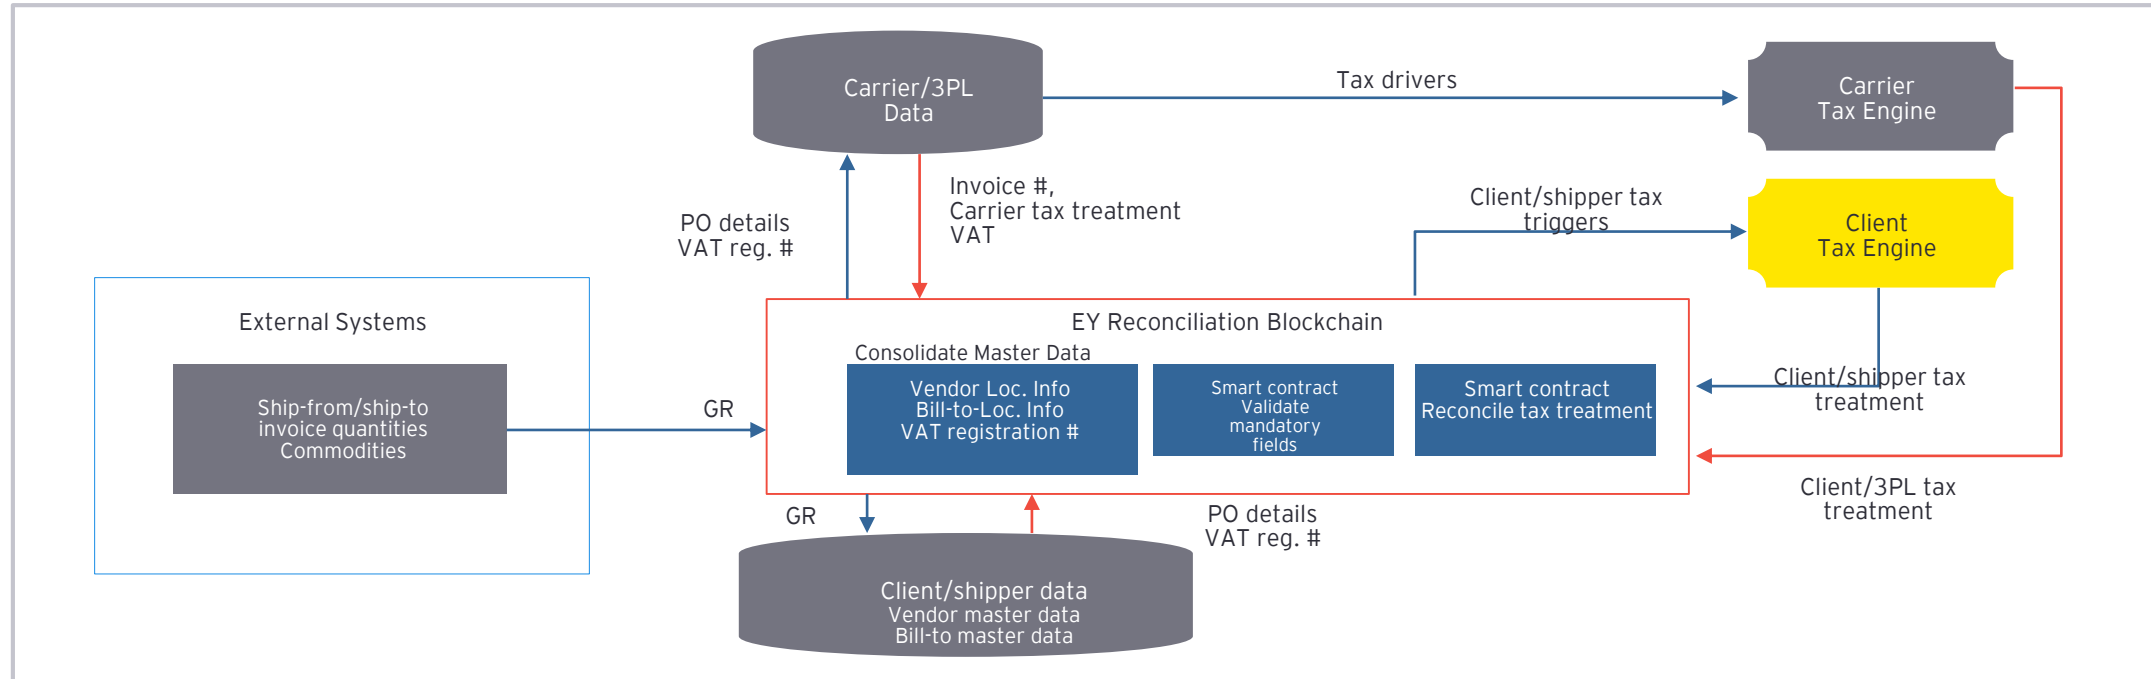 Carrier/3PL
Data
Tax drivers
Carrier
Tax Engine
Invoice #,
Carrier tax treatment
VAT
PO details
VAT reg. #
Client/shipper tax
triggers
Client
Tax Engine
External Systems
Ship-from/ship-to
invoice quantities
Commodities
GR
EY Reconciliation Blockchain
Consolidate Master Data
Vendor Loc. Info
Bill-to-Loc. Info
VAT registration #
Smart contract
Validate
mandatory
fields
Smart contract
Reconcile tax treatment
Client/shipper tax
treatment
Client/3PL tax
treatment
GR
PO details
VAT reg. #
Client/shipper data
Vendor master data
Bill-to master data